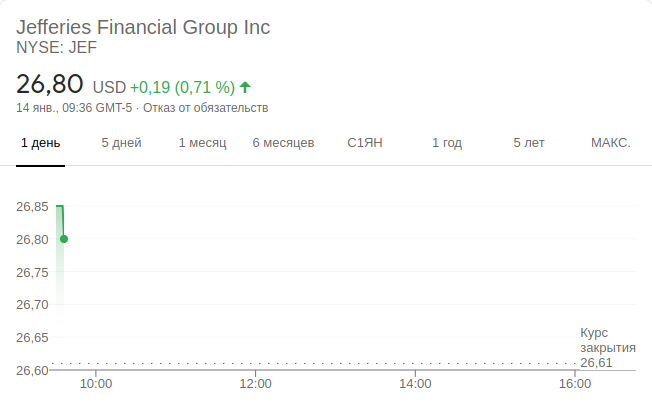 Jefferies Financial Group Inc
NYSE: JEF
26,80 USD +0,19 (0,71 %)
14 янв., 09:36 GMT-5 · Отказ от обязательств
1 день 5 дней 1 месяц 6 месяцев С1ЯН 1 год 5 лет МАКС.
26,85
26,80
26,75
26,70
26,65
26,60
Курс
закрытия
26,61
10:00 12:00 14:00 16:00